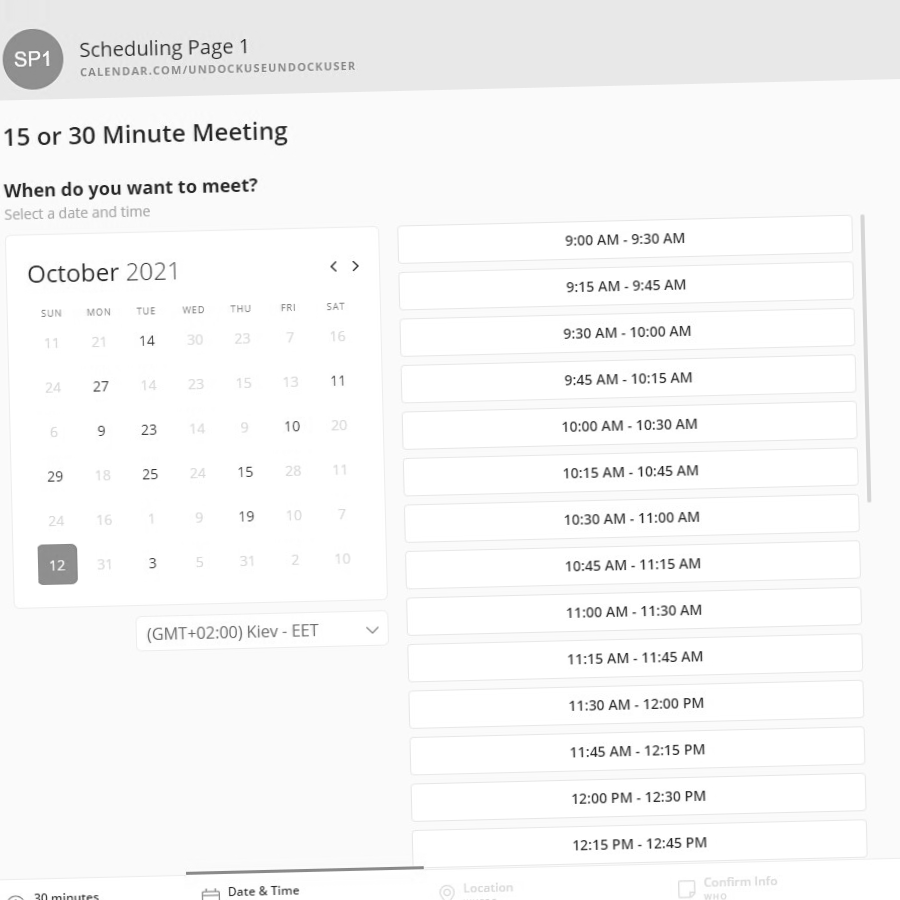 SP1
Scheduling Page 1
CALENDAR.COM/UNDOCKUSEUNDOCKUSER
15 or 30 Minute Meeting
When do you want to meet?
Select a date and time
October 2021
SUN MON TUE WED THU FRI SAT
11 21 14 30 23 7 16
24 27 14 23 15 13 11
6 9 23 14 9 10 20
29 18 25 24 15 28 11
24 16 1 9 19 10 7
12 31 3 5 31 2 10
(GMT+02:00) Kiev - EET
9:00 AM - 9:30 AM
9:15 AM - 9:45 AM
9:30 AM - 10:00 AM
9:45 AM - 10:15 AM
10:00 AM - 10:30 AM
10:15 AM - 10:45 AM
10:30 AM - 11:00 AM
10:45 AM - 11:15 AM
11:00 AM - 11:30 AM
11:15 AM - 11:45 AM
11:30 AM - 12:00 PM
11:45 AM - 12:15 PM
12:00 PM - 12:30 PM
12:15 PM - 12:45 PM
30 minutes
Date & Time
Location
Confirm Info
WHO